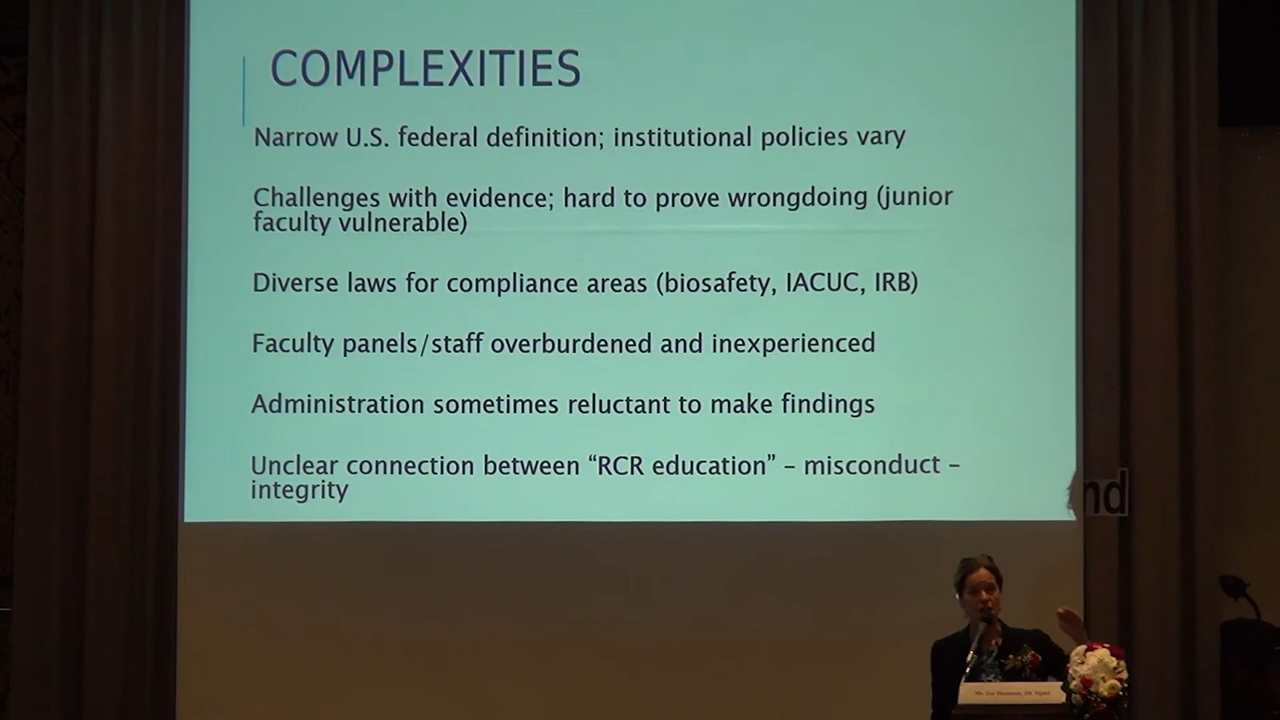 COMPLEXITIES
Narrow U.S. federal definition; institutional policies vary
Challenges with evidence; hard to prove wrongdoing (junior
faculty vulnerable)
Diverse laws for compliance areas (biosafety, IACUC, IRB)
Faculty panels/staff overburdened and inexperienced
Administration sometimes reluctant to make findings
Unclear connection between “RCR education” – misconduct –
integrity
nd
Ms.